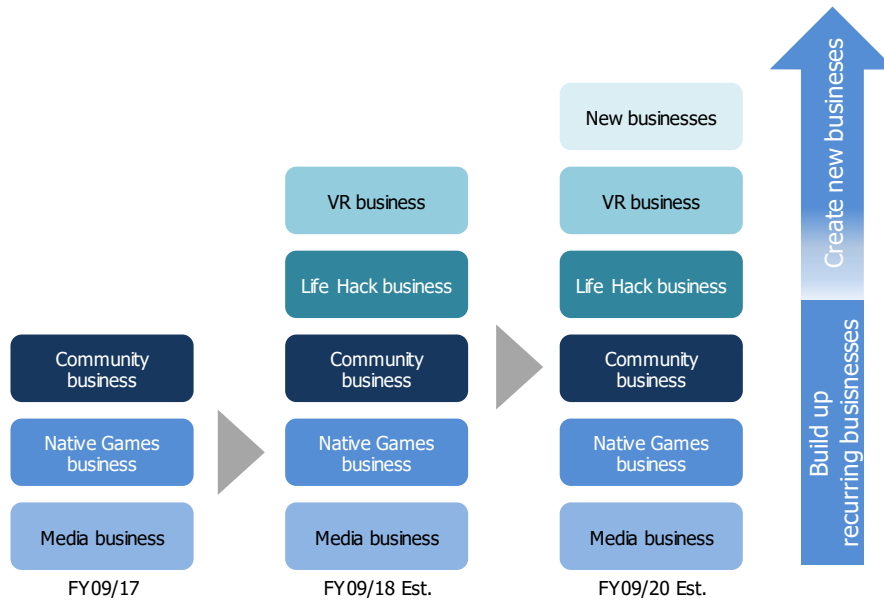 Community
business
Native Games
business
Media business
FY09/17
VR business
Life Hack business
Community
business
Native Games
business
Media business
FY09/18 Est.
New businesses
VR business
Life Hack business
Community
business
Native Games
business
Media business
FY09/20 Est.
Create new busineses
Build up
recurring busisnesses